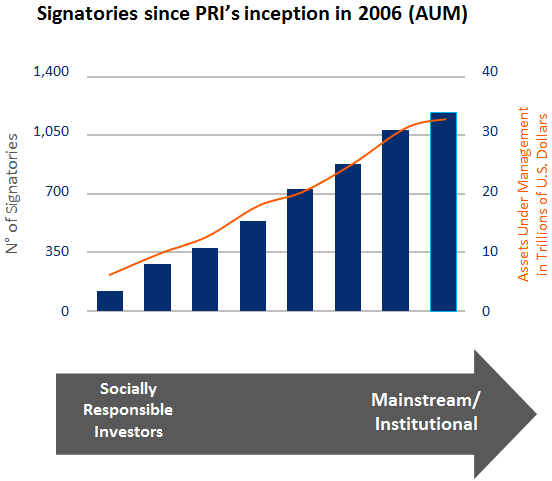 Signatories since PRI's inception in 2006 (AUM)
1,400
1,050
700
350
0
N° of Signatories
40
30
20
10
0
Assets Under Management
in Trillions of U.S. Dollars
Socially
Responsible
Investors
Mainstream/
Institutional